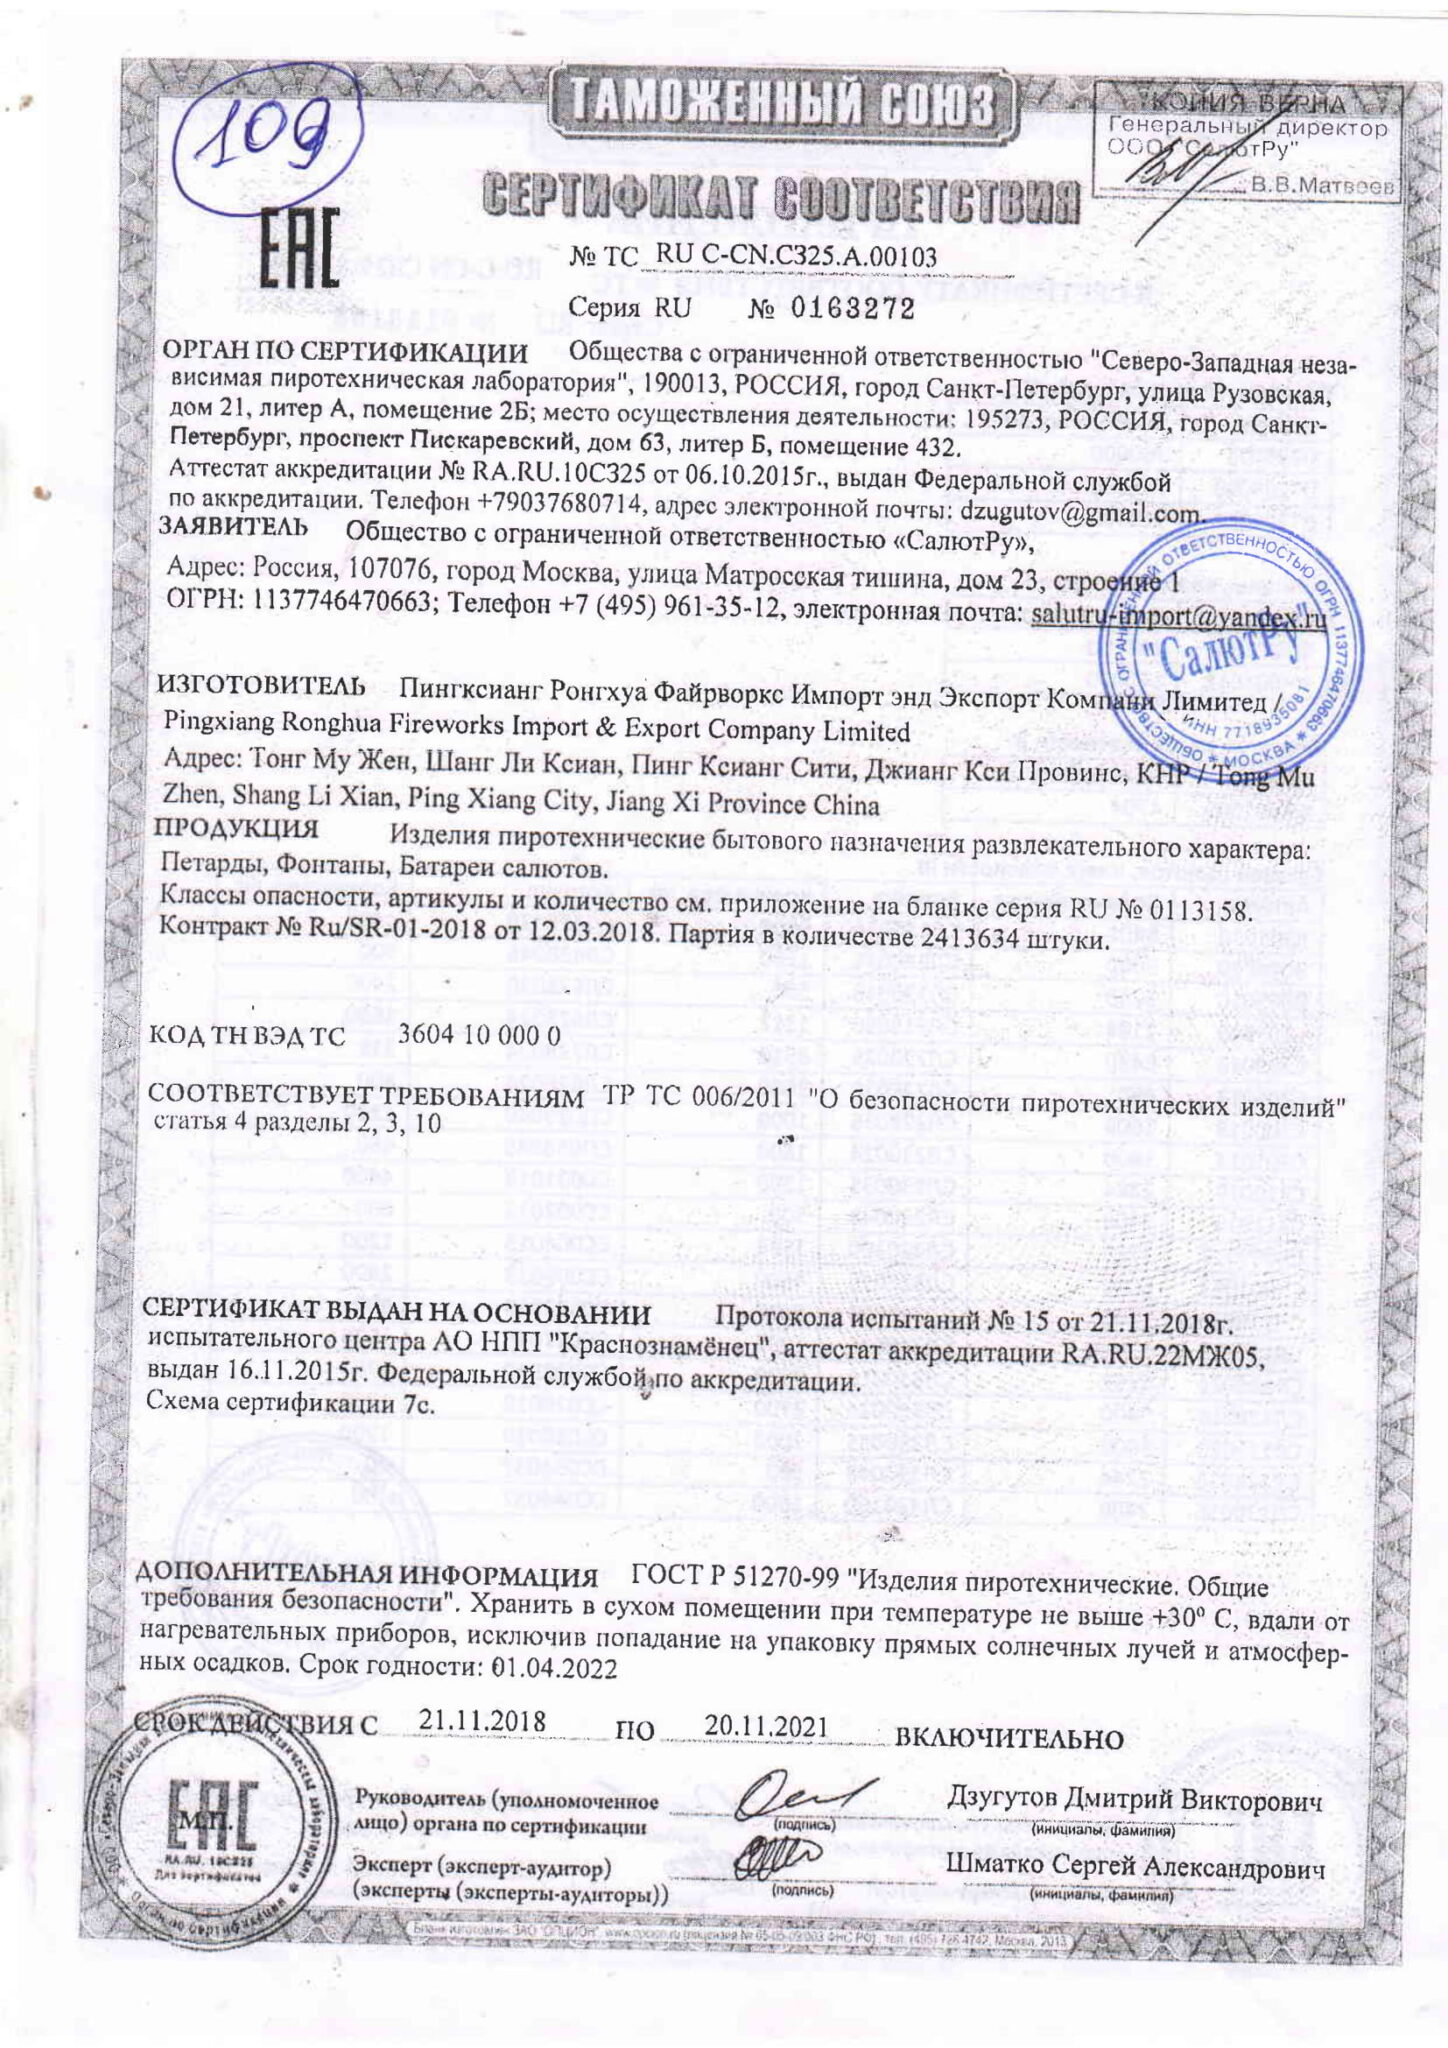 109
ТАМОЖЕННЫЙ СОЮЗ
"КОПИЯ ВЕРНА"
Генеральный директор
ООО "СалютРу"
В.В.Матвеев
СЕРТИФИКАТ СООТВЕТСТВИЯ
ЕАС
№ ТС RU C-CN.C325.A.00103
Серия RU № 0163272
ОРГАН ПО СЕРТИФИКАЦИИ Общества с ограниченной ответственностью "Северо-Западная неза-
висимая пиротехническая лаборатория", 190013, РОССИЯ, город Санкт-Петербург, улица Рузовская,
дом 21, литер А, помещение 2Б; место осуществления деятельности: 195273, РОССИЯ, город Санкт-
Петербург, проспект Пискаревский, дом 63, литер Б, помещение 432.
Аттестат аккредитации № RA.RU.10С325 от 06.10.2015г., выдан Федеральной службой
по аккредитации. Телефон +79037680714, адрес электронной почты: dzugutov@gmail.com.
ЗАЯВИТЕЛЬ Общество с ограниченной ответственностью «СалютРу»,
Адрес: Россия, 107076, город Москва, улица Матросская тишина, дом 23, строение 1
ОГРН: 1137746470663; Телефон +7 (495) 961-35-12, электронная почта: salutru-import@yandex.ru
ОБЩЕСТВО С ОГРАНИЧЕННОЙ ОТВЕТСТВЕННОСТЬЮ ОГРН 1137746470663
"СалютРу"
ИНН 7718935081
* МОСКВА *
ИЗГОТОВИТЕЛЬ Пингксианг Ронгхуа Файрворкс Импорт энд Экспорт Компани Лимитед /
Pingxiang Ronghua Fireworks Import & Export Company Limited
Адрес: Тонг Му Жен, Шанг Ли Ксиан, Пинг Ксианг Сити, Джианг Кси Провинс, КНР / Tong Mu
Zhen, Shang Li Xian, Ping Xiang City, Jiang Xi Province China
ПРОДУКЦИЯ Изделия пиротехнические бытового назначения развлекательного характера:
Петарды, Фонтаны, Батареи салютов.
Классы опасности, артикулы и количество см. приложение на бланке серия RU № 0113158.
Контракт № Ru/SR-01-2018 от 12.03.2018. Партия в количестве 2413634 штуки.
КОД ТН ВЭД ТС 3604 10 000 0
СООТВЕТСТВУЕТ ТРЕБОВАНИЯМ ТР ТС 006/2011 "О безопасности пиротехнических изделий"
статья 4 разделы 2, 3, 10
СЕРТИФИКАТ ВЫДАН НА ОСНОВАНИИ Протокола испытаний № 15 от 21.11.2018г.
испытательного центра АО НПП "Краснознамёнец", аттестат аккредитации RA.RU.22МЖ05,
выдан 16.11.2015г. Федеральной службой по аккредитации.
Схема сертификации 7с.
ДОПОЛНИТЕЛЬНАЯ ИНФОРМАЦИЯ ГОСТ Р 51270-99 "Изделия пиротехнические. Общие
требования безопасности". Хранить в сухом помещении при температуре не выше +30⁰ С, вдали от
нагревательных приборов, исключив попадание на упаковку прямых солнечных лучей и атмосфер-
ных осадков. Срок годности: 01.04.2022
СРОК ДЕЙСТВИЯ С 21.11.2018 ПО 20.11.2021 ВКЛЮЧИТЕЛЬНО
ЕАС
М.П.
RA.RU.10С325
Для сертификатов
Орган по сертификации
Руководитель (уполномоченное
лицо) органа по сертификации
(подпись)
Дзугутов Дмитрий Викторович
(инициалы, фамилия)
Эксперт (эксперт-аудитор)
(эксперты (эксперты-аудиторы))
(подпись)
Шматко Сергей Александрович
(инициалы, фамилия)
Бланк изготовлен ЗАО "ОПЦИОН", www.opcion.ru (лицензия № 05-05-09/003 ФНС РФ), тел. (495) 726 4742, Москва, 2013